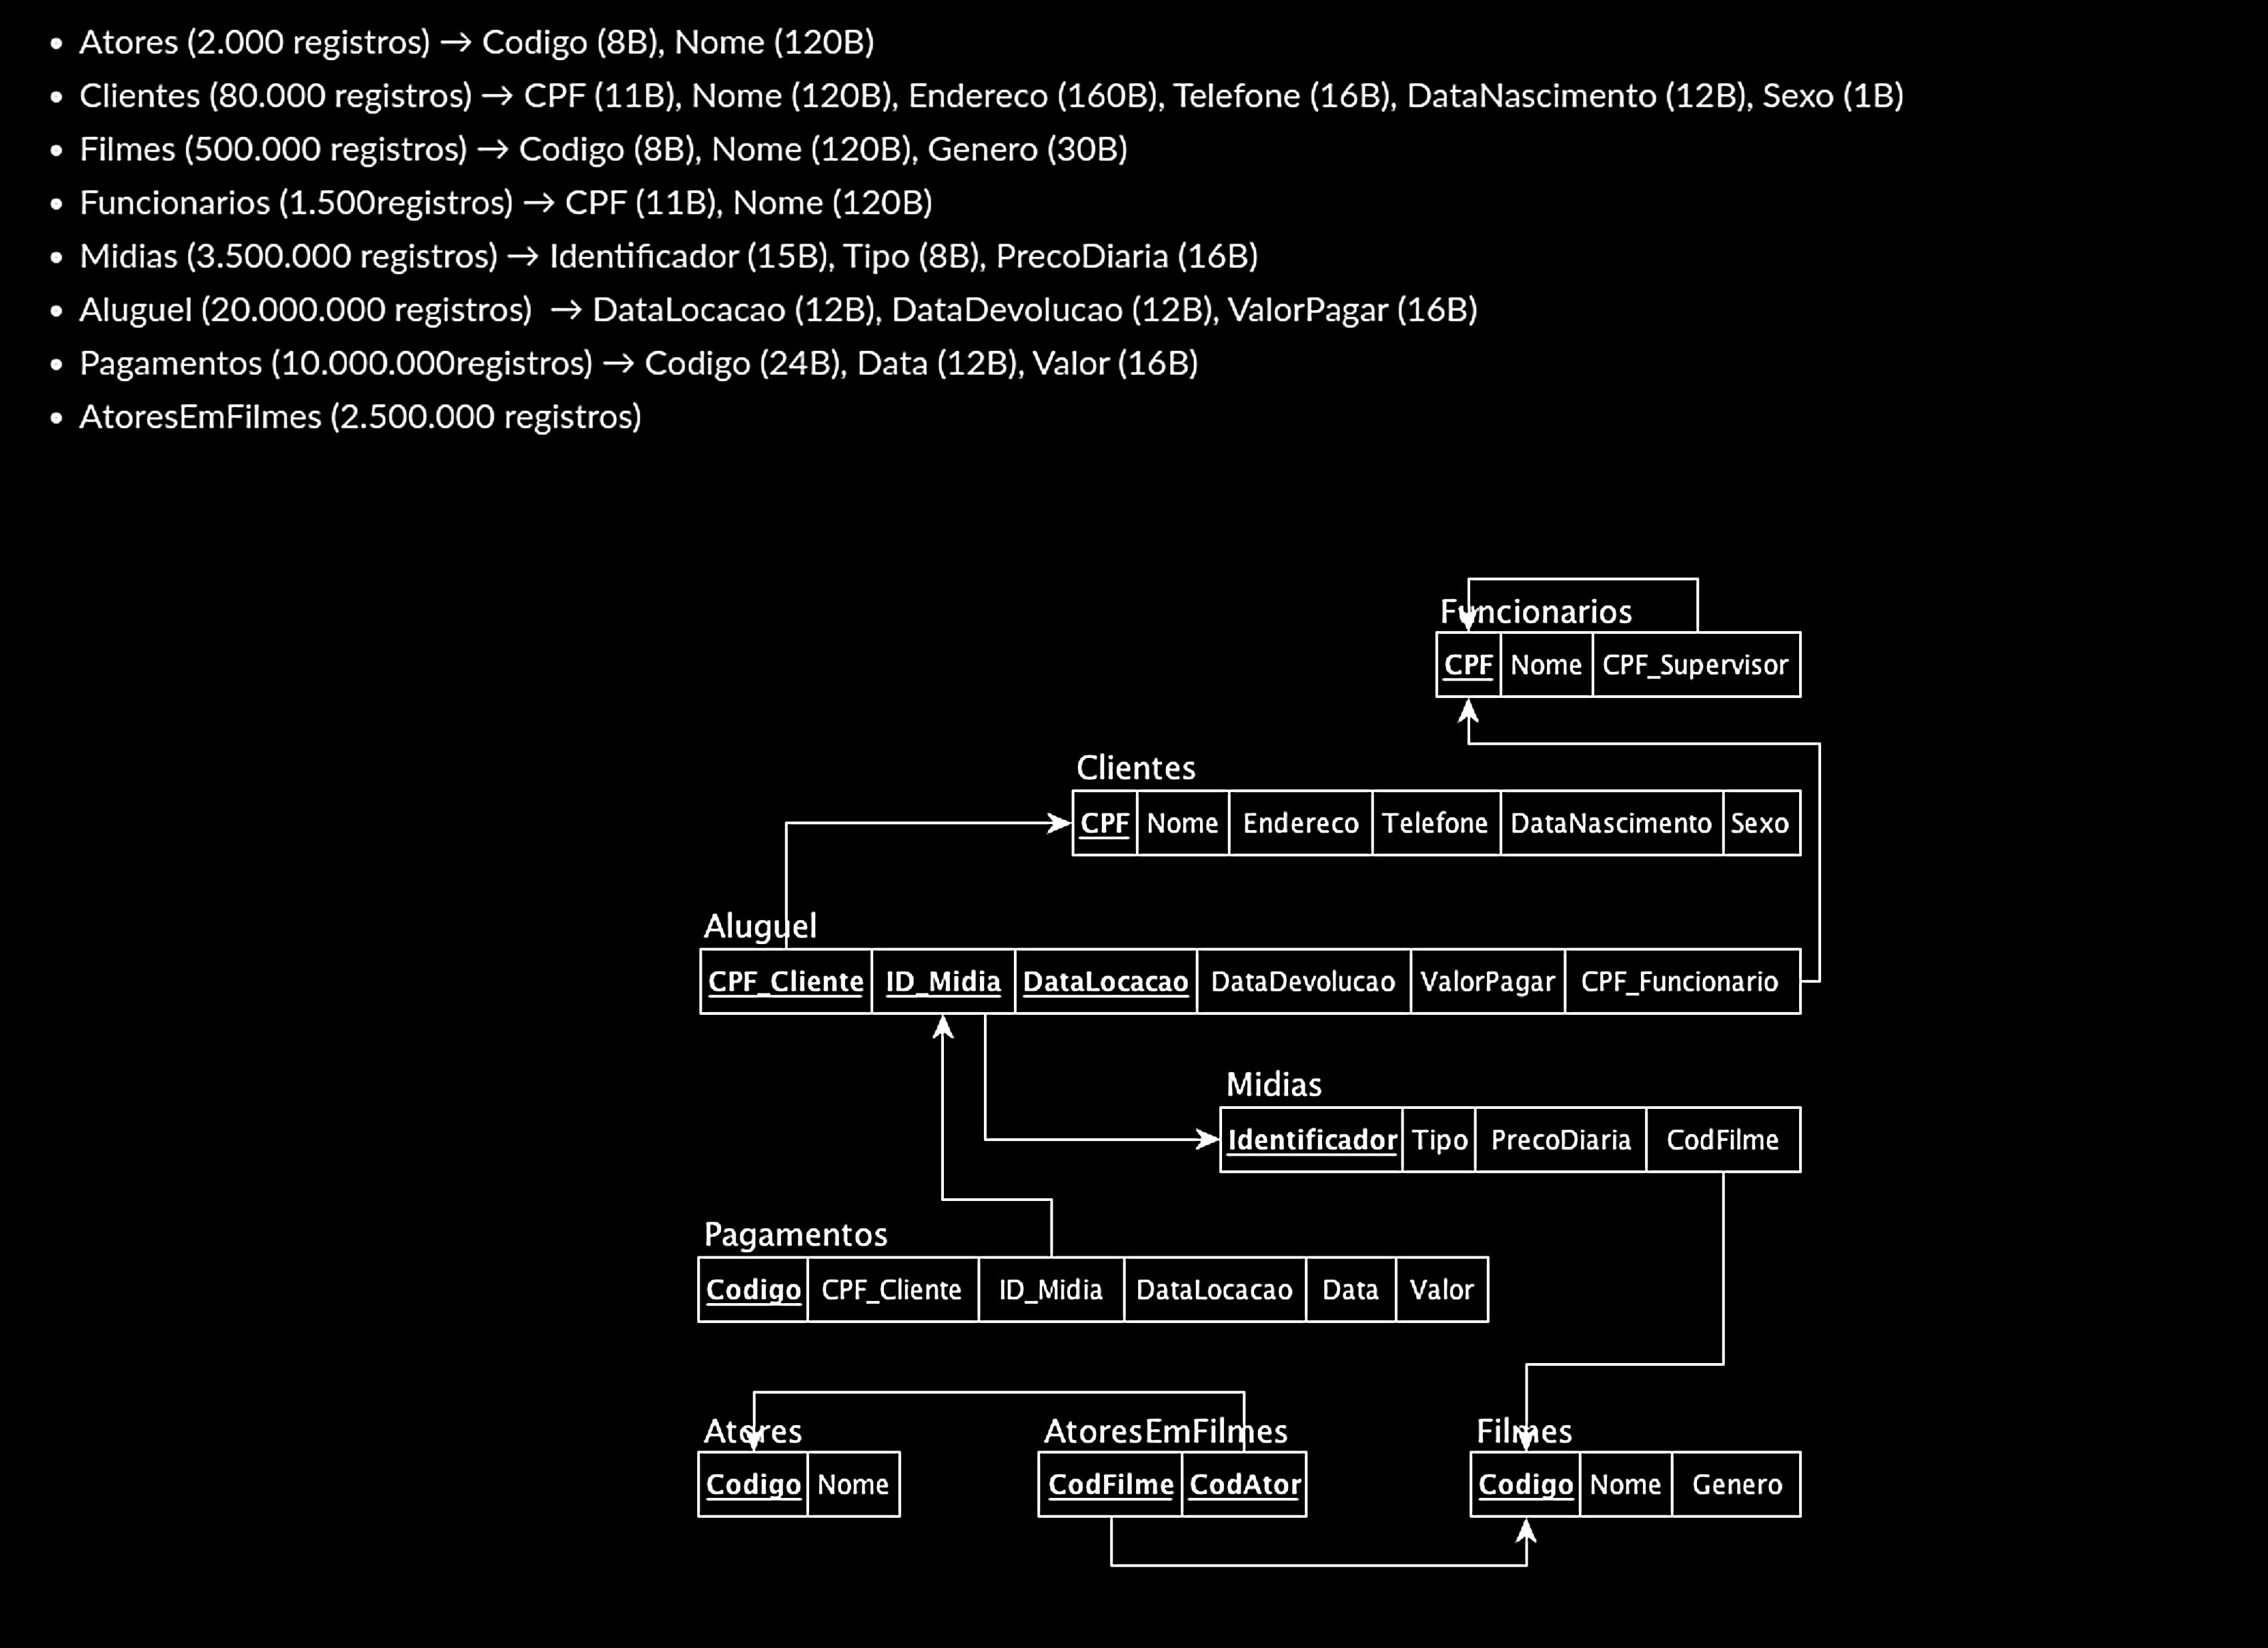 • Atores (2.000 registros) → Codigo (8B), Nome (120B)
• Clientes (80.000 registros) → CPF (11B), Nome (120B), Endereco (160B), Telefone (16B), DataNascimento (12B), Sexo (1B)
• Filmes (500.000 registros) → Codigo (8B), Nome (120B), Genero (30B)
• Funcionarios (1.500registros) → CPF (11B), Nome (120B)
• Midias (3.500.000 registros) → Identificador (15B), Tipo (8B), PrecoDiaria (16B)
• Aluguel (20.000.000 registros) → DataLocacao (12B), DataDevolucao (12B), ValorPagar (16B)
• Pagamentos (10.000.000registros) → Codigo (24B), Data (12B), Valor (16B)
• AtoresEmFilmes (2.500.000 registros)
Funcionarios
CPF Nome CPF_Supervisor
Clientes
CPF Nome Endereco Telefone DataNascimento Sexo
Aluguel
CPF_Cliente ID_Midia DataLocacao DataDevolucao ValorPagar CPF_Funcionario
Midias
Identificador Tipo PrecoDiaria CodFilme
Pagamentos
Codigo CPF_Cliente ID_Midia DataLocacao Data Valor
Atores AtoresEmFilmes Filmes
Codigo Nome CodFilme CodAtor Codigo Nome Genero